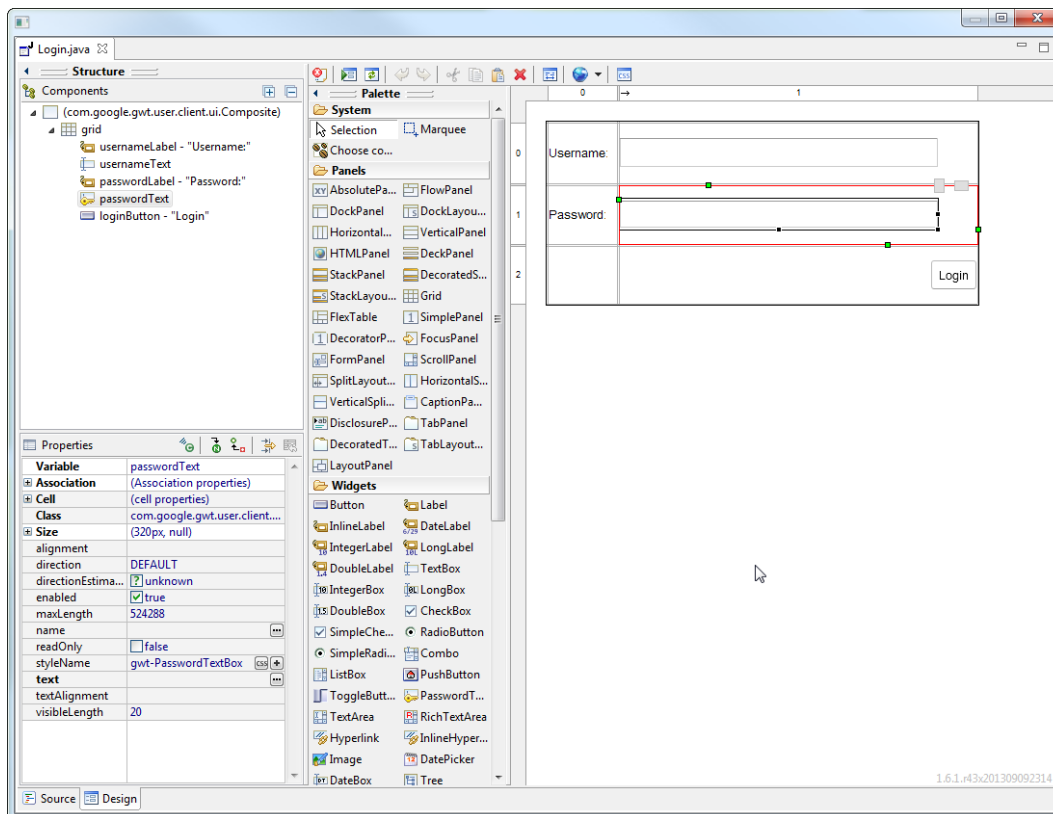 Login.java
Structure
Components
(com.google.gwt.user.client.ui.Composite)
grid
usernameLabel - "Username:"
usernameText
passwordLabel - "Password:"
passwordText
loginButton - "Login"
Properties
Variable passwordText
Association (Association properties)
Cell (cell properties)
Class com.google.gwt.user.client....
Size (320px, null)
alignment
direction DEFAULT
directionEstima... ? unknown
enabled true
maxLength 524288
name ...
readOnly false
styleName gwt-PasswordTextBox css +
text ...
textAlignment
visibleLength 20
Source Design
Palette
System
Selection Marquee
Choose co...
Panels
AbsolutePa... FlowPanel
DockPanel DockLayou...
Horizontal... VerticalPanel
HTMLPanel DeckPanel
StackPanel DecoratedS...
StackLayou... Grid
FlexTable SimplePanel
DecoratorP... FocusPanel
FormPanel ScrollPanel
SplitLayout... HorizontalS...
VerticalSpli... CaptionPa...
DisclosureP... TabPanel
DecoratedT... TabLayout...
LayoutPanel
Widgets
Button Label
InlineLabel DateLabel
IntegerLabel LongLabel
DoubleLabel TextBox
IntegerBox LongBox
DoubleBox CheckBox
SimpleChe... RadioButton
SimpleRadi... Combo
ListBox PushButton
ToggleButt... PasswordT...
TextArea RichTextArea
Hyperlink InlineHyper...
Image DatePicker
DateBox Tree
CSS
0 1
0
Username:
1
Password:
2
Login
1.6.1.r43x201309092314